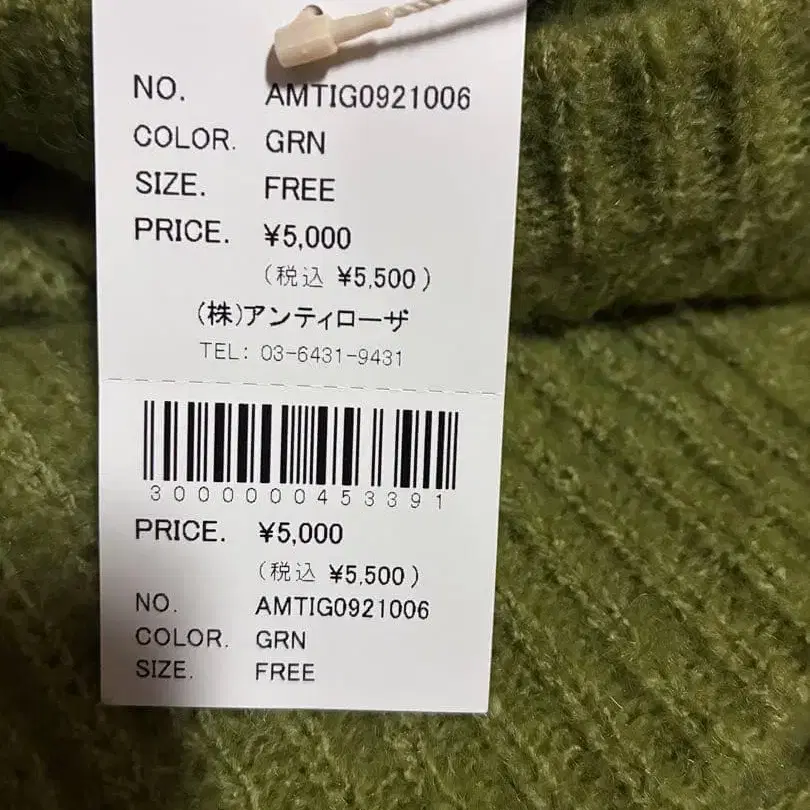 NO. AMTIG0921006
COLOR. GRN
SIZE. FREE
PRICE. ¥5,000
(税込 ¥5,500)
(株)アンティローザ
TEL: 03-6431-9431
3000000453391
PRICE. ¥5,000
(税込 ¥5,500)
NO. AMTIG0921006
COLOR. GRN
SIZE. FREE